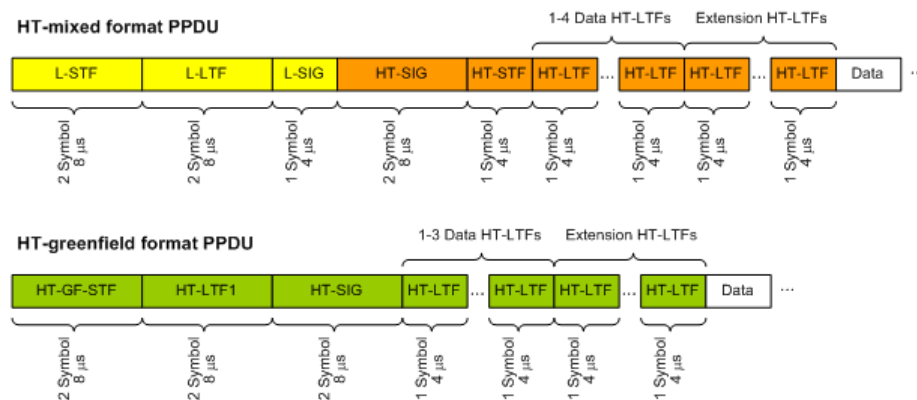 HT-mixed format PPDU
1-4 Data HT-LTFs Extension HT-LTFs
L-STF L-LTF L-SIG HT-SIG HT-STF HT-LTF ... HT-LTF HT-LTF ... HT-LTF Data ...
2 Symbol 8 µs
2 Symbol 8 µs
1 Symbol 4 µs
2 Symbol 8 µs
1 Symbol 4 µs
1 Symbol 4 µs
1 Symbol 4 µs
1 Symbol 4 µs
1 Symbol 4 µs
HT-greenfield format PPDU
1-3 Data HT-LTFs Extension HT-LTFs
HT-GF-STF HT-LTF1 HT-SIG HT-LTF ... HT-LTF HT-LTF ... HT-LTF Data ...
2 Symbol 8 µs
2 Symbol 8 µs
2 Symbol 8 µs
1 Symbol 4 µs
1 Symbol 4 µs
1 Symbol 4 µs
1 Symbol 4 µs